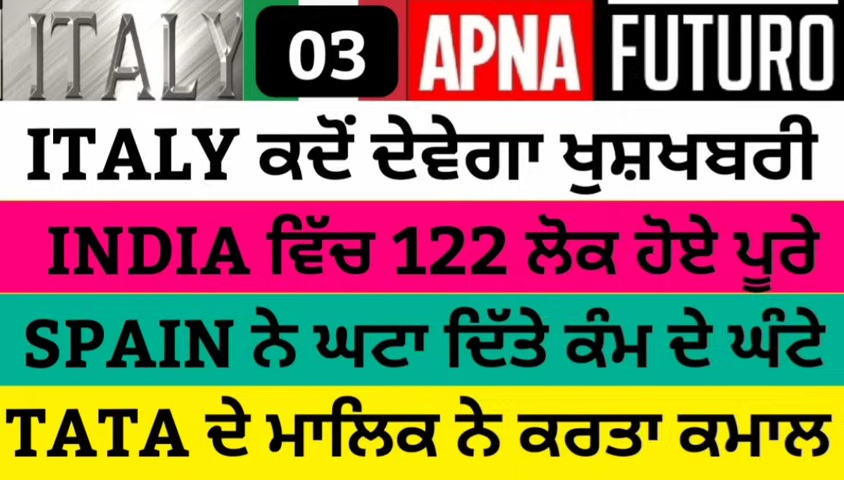 ITALY 03 APNA FUTURO
ITALY ਕਦੋਂ ਦੇਵੇਗਾ ਖੁਸ਼ਖਬਰੀ
INDIA ਵਿੱਚ 122 ਲੋਕ ਹੋਏ ਪੂਰੇ
SPAIN ਨੇ ਘਟਾ ਦਿੱਤੇ ਕੰਮ ਦੇ ਘੰਟੇ
TATA ਦੇ ਮਾਲਿਕ ਨੇ ਕਰਤਾ ਕਮਾਲ